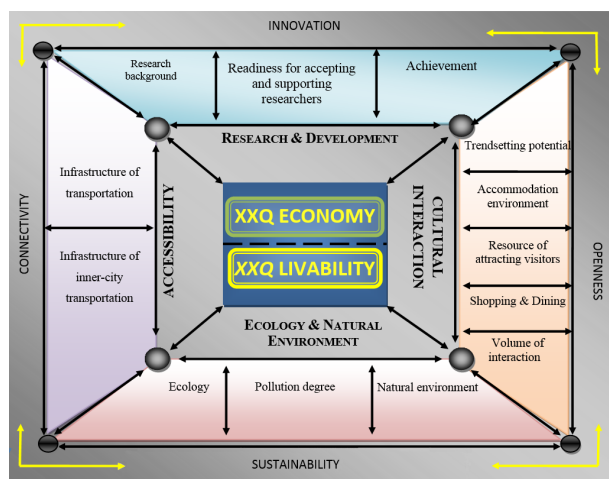 INNOVATION
Research
background
Readiness for accepting
and supporting
researchers
Achievement
RESEARCH & DEVELOPMENT
CONNECTIVITY
Infrastructure of
transportation
Infrastructure of
inner-city
transportation
ACCESSIBILITY
XXQ ECONOMY
XXQ LIVABILITY
CULTURAL
INTERACTION
Trendsetting potential
Accommodation
environment
Resource of
attracting visitors
Shopping & Dining
Volume of
interaction
OPENNESS
ECOLOGY & NATURAL
ENVIRONMENT
Ecology
Pollution degree
Natural environment
SUSTAINABILITY